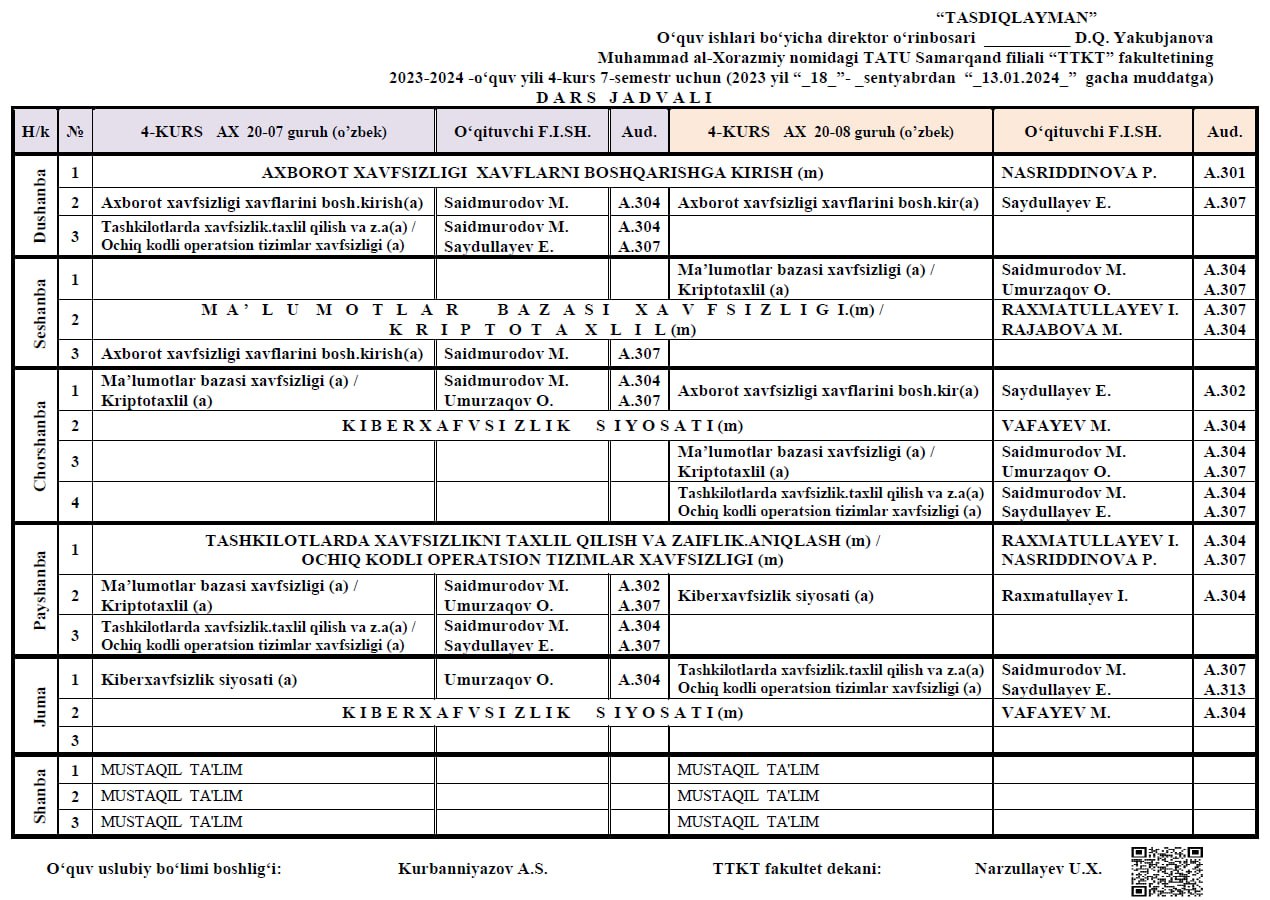 “TASDIQLAYMAN”
O‘quv ishlari bo‘yicha direktor o‘rinbosari __________ D.Q. Yakubjanova
Muhammad al-Xorazmiy nomidagi TATU Samarqand filiali “TTKT” fakultetining
2023-2024 -o‘quv yili 4-kurs 7-semestr uchun (2023 yil “_18_”- _sentyabrdan “_13.01.2024_” gacha muddatga)
D A R S J A D V A L I
H/k № 4-KURS AX 20-07 guruh (o’zbek) O‘qituvchi F.I.SH. Aud. 4-KURS AX 20-08 guruh (o’zbek) O‘qituvchi F.I.SH. Aud.
Dushanba
1 AXBOROT XAVFSIZLIGI XAVFLARNI BOSHQARISHGA KIRISH (m) NASRIDDINOVA P. A.301
2 Axborot xavfsizligi xavflarini bosh.kirish(a) Saidmurodov M. A.304 Axborot xavfsizligi xavflarini bosh.kir(a) Saydullayev E. A.307
3 Tashkilotlarda xavfsizlik.taxlil qilish va z.a(a) / Saidmurodov M. A.304
Ochiq kodli operatsion tizimlar xavfsizligi (a) Saydullayev E. A.307
Seshanba
1 Ma’lumotlar bazasi xavfsizligi (a) / Saidmurodov M. A.304
Kriptotaxlil (a) Umurzaqov O. A.307
2 M A ’ L U M O T L A R B A Z A S I X A V F S I Z L I G I.(m) / RAXMATULLAYEV I. A.307
K R I P T O T A X L I L (m) RAJABOVA M. A.304
3 Axborot xavfsizligi xavflarini bosh.kirish(a) Saidmurodov M. A.307
Chorshanba
1 Ma’lumotlar bazasi xavfsizligi (a) / Saidmurodov M. A.304 Axborot xavfsizligi xavflarini bosh.kir(a) Saydullayev E. A.302
Kriptotaxlil (a) Umurzaqov O. A.307
2 K I B E R X A F V S I Z L I K S I Y O S A T I (m) VAFAYEV M. A.304
3 Ma’lumotlar bazasi xavfsizligi (a) / Saidmurodov M. A.304
Kriptotaxlil (a) Umurzaqov O. A.307
4 Tashkilotlarda xavfsizlik.taxlil qilish va z.a(a) Saidmurodov M. A.304
Ochiq kodli operatsion tizimlar xavfsizligi (a) Saydullayev E. A.307
Payshanba
1 TASHKILOTLARDA XAVFSIZLIKNI TAXLIL QILISH VA ZAIFLIK.ANIQLASH (m) / RAXMATULLAYEV I. A.304
OCHIQ KODLI OPERATSION TIZIMLAR XAVFSIZLIGI (m) NASRIDDINOVA P. A.307
2 Ma’lumotlar bazasi xavfsizligi (a) / Saidmurodov M. A.302 Kiberxavfsizlik siyosati (a) Raxmatullayev I. A.304
Kriptotaxlil (a) Umurzaqov O. A.307
3 Tashkilotlarda xavfsizlik.taxlil qilish va z.a(a) / Saidmurodov M. A.304
Ochiq kodli operatsion tizimlar xavfsizligi (a) Saydullayev E. A.307
Juma
1 Kiberxavfsizlik siyosati (a) Umurzaqov O. A.304 Tashkilotlarda xavfsizlik.taxlil qilish va z.a(a) Saidmurodov M. A.307
Ochiq kodli operatsion tizimlar xavfsizligi (a) Saydullayev E. A.313
2 K I B E R X A F V S I Z L I K S I Y O S A T I (m) VAFAYEV M. A.304
3
Shanba
1 MUSTAQIL TA'LIM MUSTAQIL TA'LIM
2 MUSTAQIL TA'LIM MUSTAQIL TA'LIM
3 MUSTAQIL TA'LIM MUSTAQIL TA'LIM
O‘quv uslubiy bo‘limi boshlig‘i: Kurbanniyazov A.S. TTKT fakultet dekani: Narzullayev U.X.